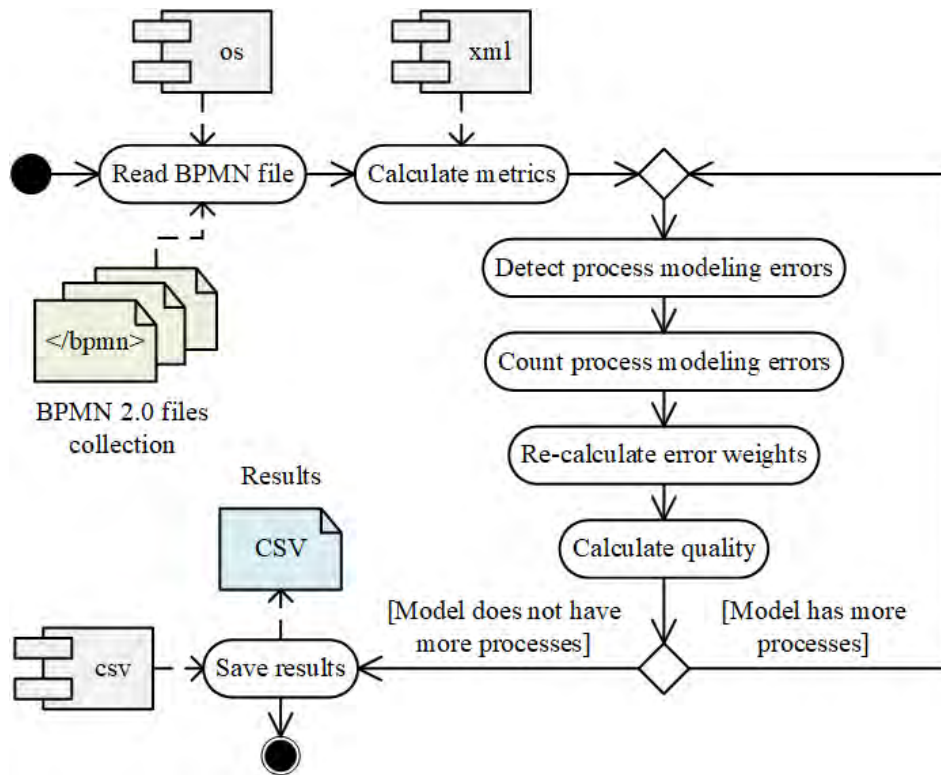 os
xml
Read BPMN file
Calculate metrics
Detect process modeling errors
</bpmn>
Count process modeling errors
BPMN 2.0 files
collection
Re-calculate error weights
Results
CSV
Calculate quality
[Model does not have
more processes]
[Model has more
processes]
csv
Save results